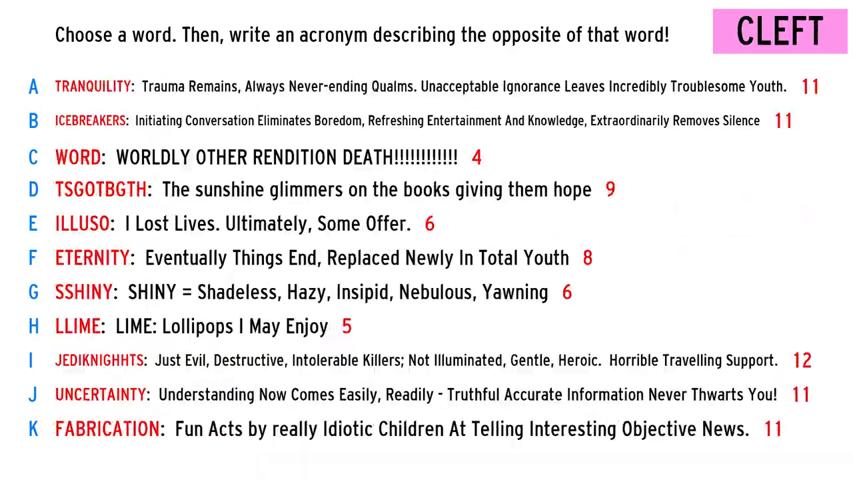 Choose a word. Then, write an acronym describing the opposite of that word!
CLEFT
A TRANQUILITY: Trauma Remains, Always Never-ending Qualms. Unacceptable Ignorance Leaves Incredibly Troublesome Youth. 11
B ICEBREAKERS: Initiating Conversation Eliminates Boredom, Refreshing Entertainment And Knowledge, Extraordinarily Removes Silence 11
C WORD: WORLDLY OTHER RENDITION DEATH!!!!!!!!!!!! 4
D TSGOTBGTH: The sunshine glimmers on the books giving them hope 9
E ILLUSO: I Lost Lives. Ultimately, Some Offer. 6
F ETERNITY: Eventually Things End, Replaced Newly In Total Youth 8
G SSHINY: SHINY = Shadeless, Hazy, Insipid, Nebulous, Yawning 6
H LLIME: LIME: Lollipops I May Enjoy 5
I JEDIKNIGHHTS: Just Evil, Destructive, Intolerable Killers; Not Illuminated, Gentle, Heroic. Horrible Travelling Support. 12
J UNCERTAINTY: Understanding Now Comes Easily, Readily - Truthful Accurate Information Never Thwarts You! 11
K FABRICATION: Fun Acts by really Idiotic Children At Telling Interesting Objective News. 11